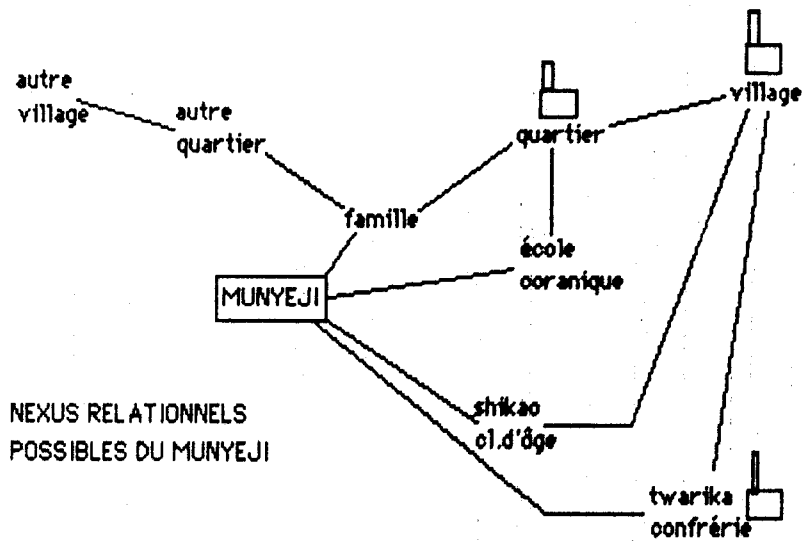 autre
village
autre
quartier
quartier
village
famille
école
coranique
MUNYEJI
shikao
cl.d'âge
NEXUS RELATIONNELS
POSSIBLES DU MUNYEJI
twarika
confrérie